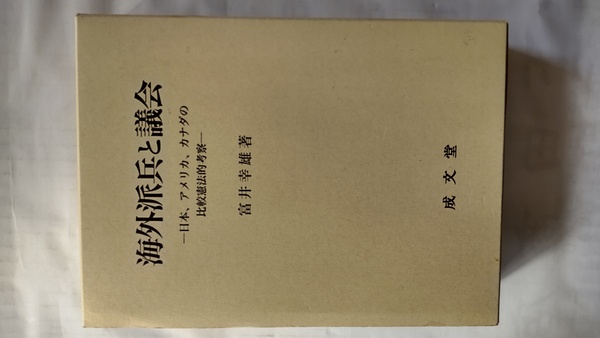 海外派兵と議会
―日本、アメリカ、カナダの
比較憲法的考察―
富井幸雄著
成文堂